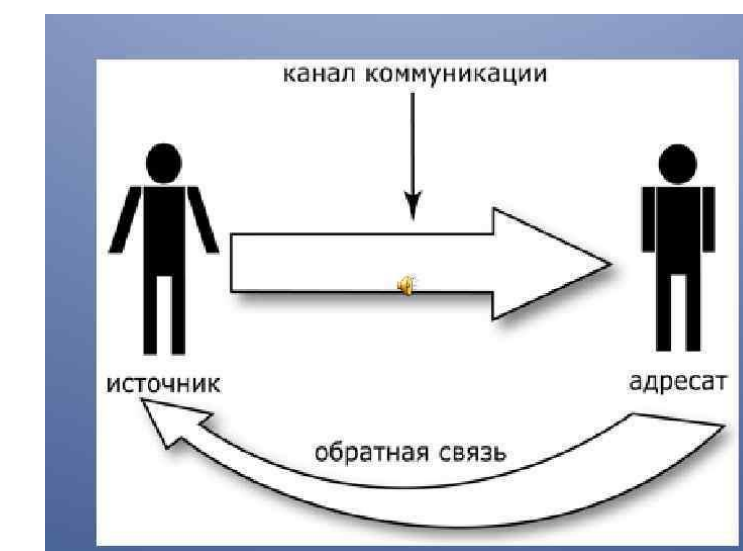 канал коммуникации
источник
адресат
обратная связь